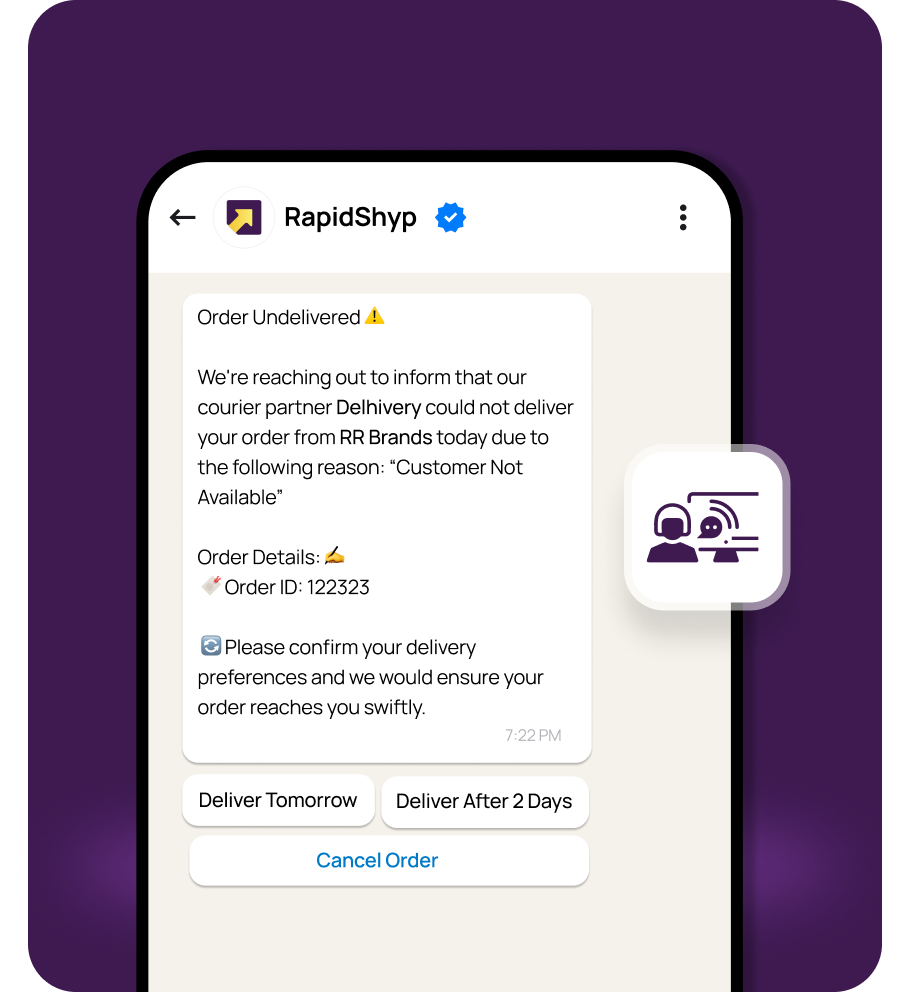 RapidShyp
Order Undelivered ⚠️
We're reaching out to inform that our
courier partner Delhivery could not deliver
your order from RR Brands today due to
the following reason: “Customer Not
Available”
Order Details: ✍️
Order ID: 122323
🔄 Please confirm your delivery
preferences and we would ensure your
order reaches you swiftly.
7:22 PM
Deliver Tomorrow
Deliver After 2 Days
Cancel Order